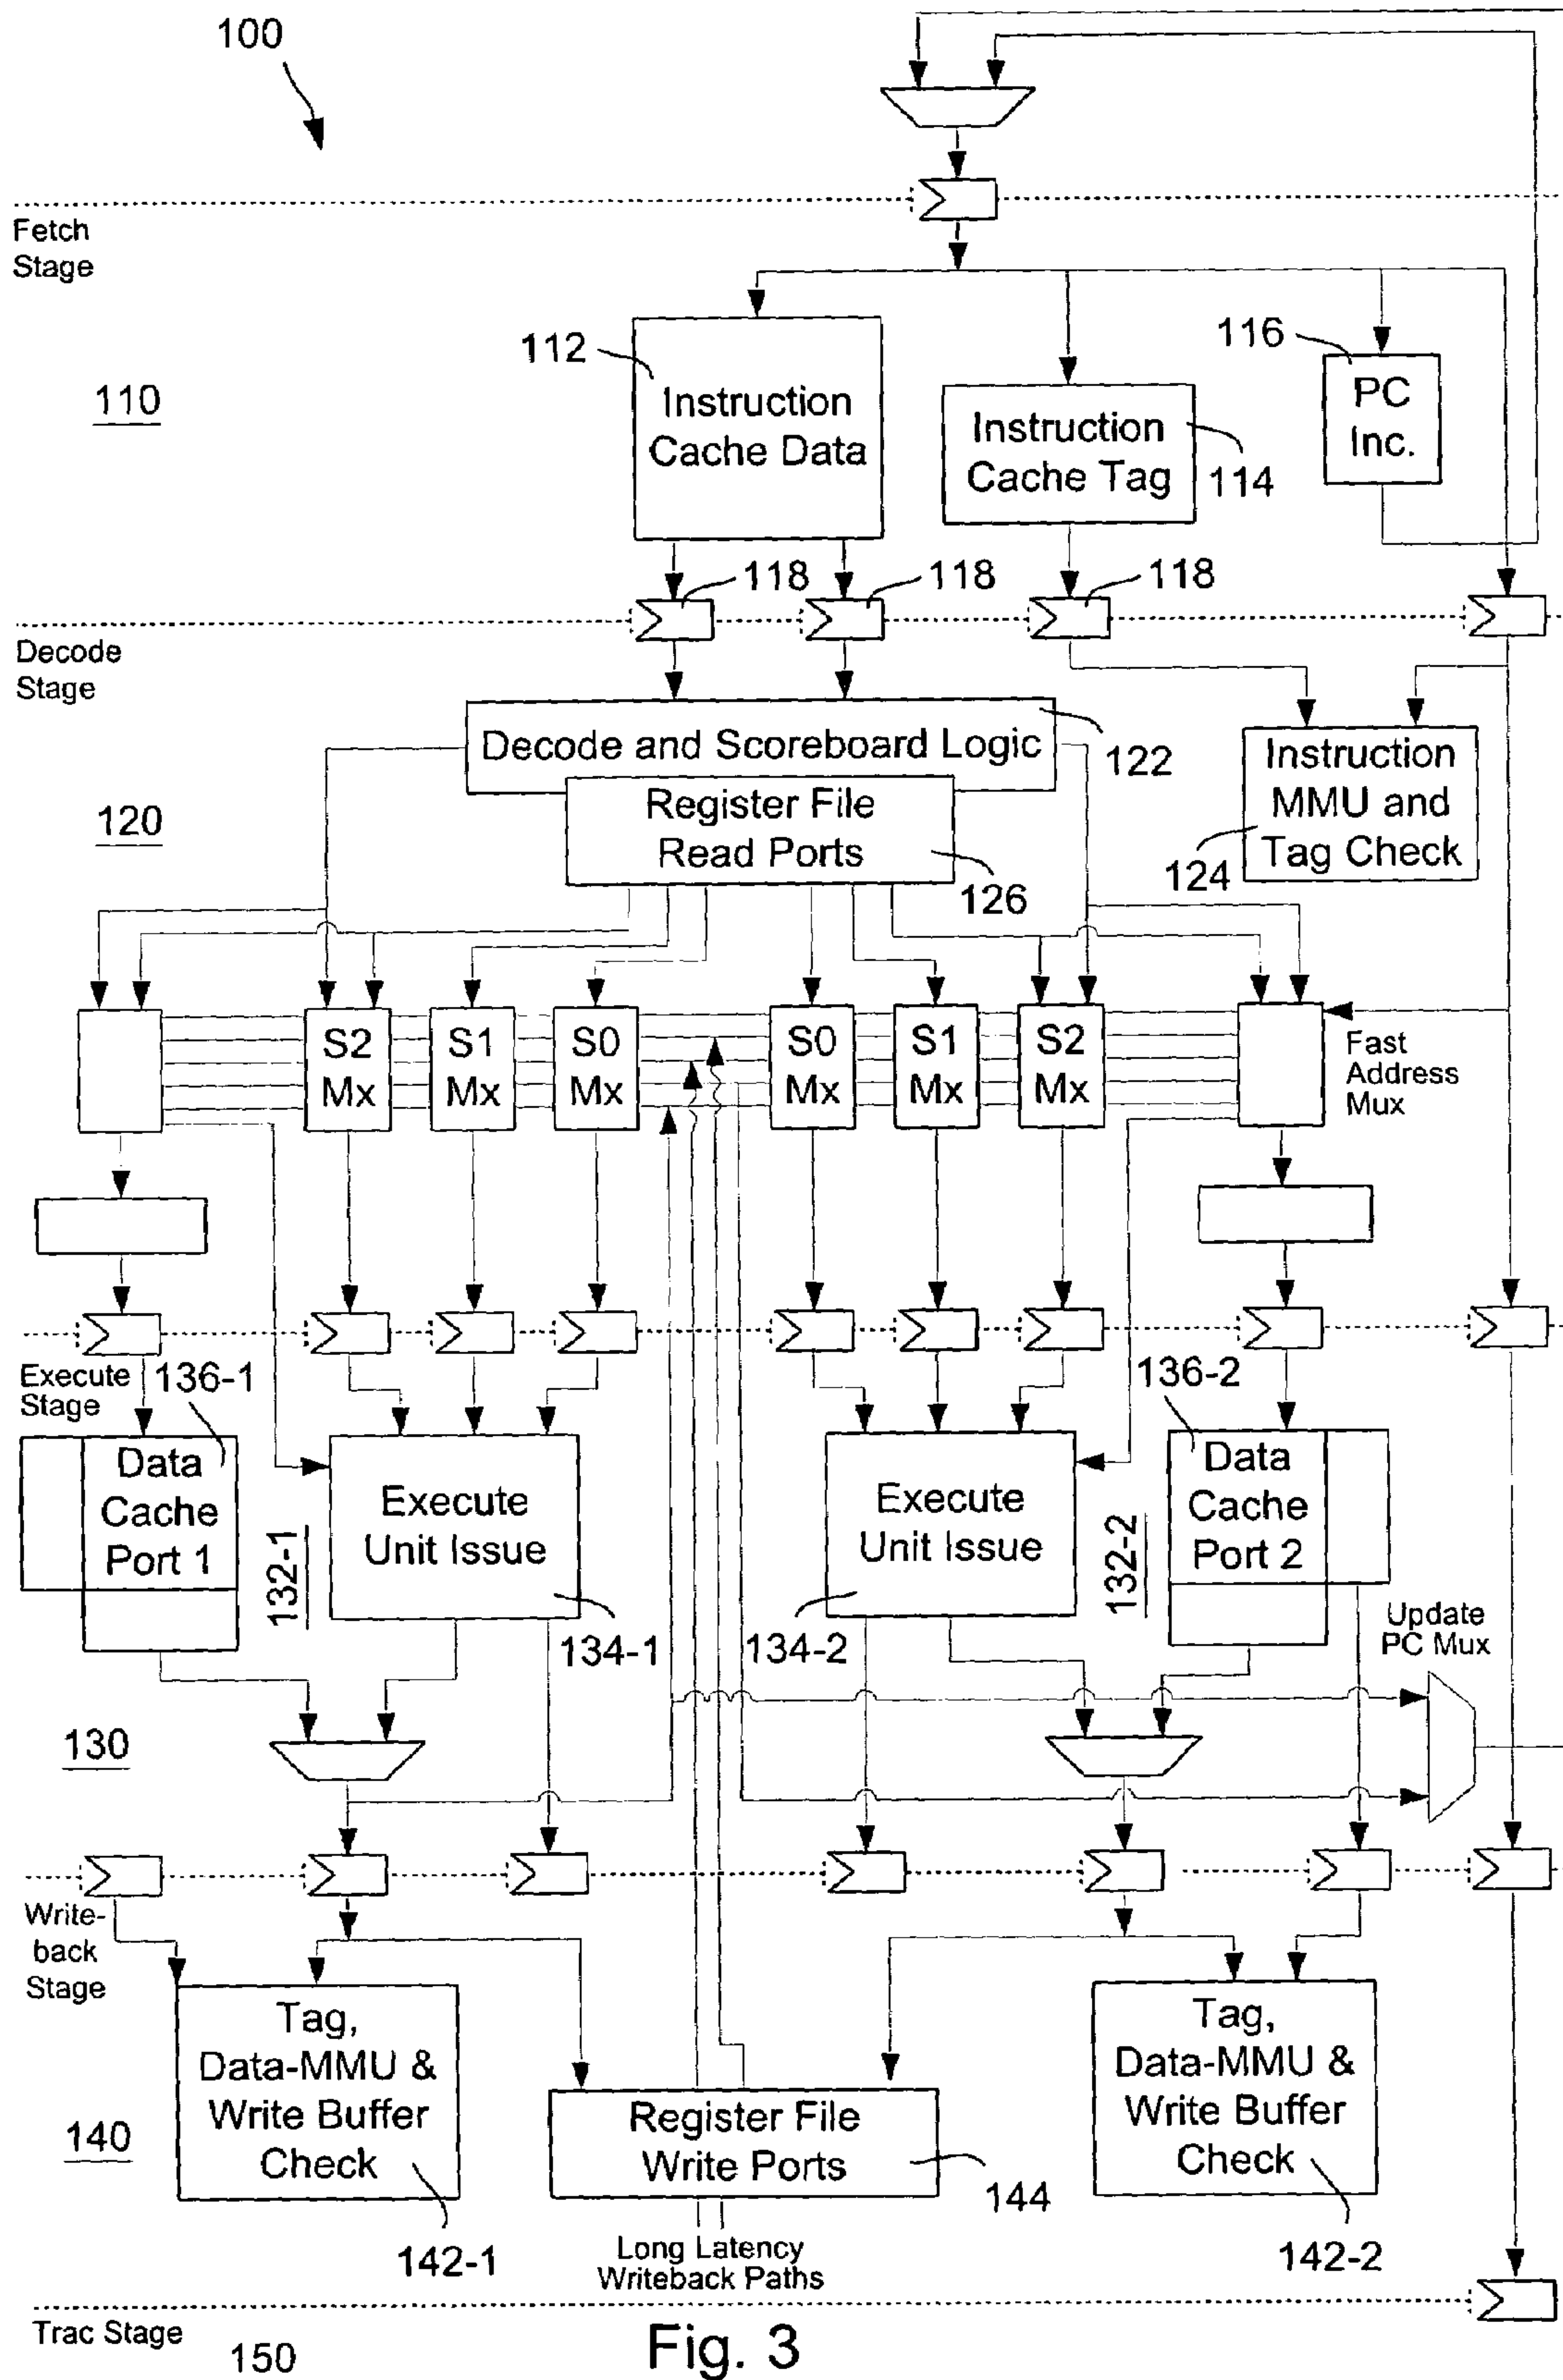 100
Fetch
Stage
110
112
Instruction
Cache Data
Instruction
Cache Tag
114
116
PC
Inc.
118
118
118
Decode
Stage
120
Decode and Scoreboard Logic
122
Register File
Read Ports
126
Instruction
MMU and
Tag Check
124
S2
Mx
S1
Mx
S0
Mx
S0
Mx
S1
Mx
S2
Mx
Fast
Address
Mux
Execute
Stage
136-1
Data
Cache
Port 1
132-1
Execute
Unit Issue
134-1
Execute
Unit Issue
134-2
132-2
136-2
Data
Cache
Port 2
Update
PC Mux
130
Write-
back
Stage
140
Tag,
Data-MMU &
Write Buffer
Check
142-1
Register File
Write Ports
144
Long Latency
Writeback Paths
Tag,
Data-MMU &
Write Buffer
Check
142-2
Trac Stage
150
Fig. 3